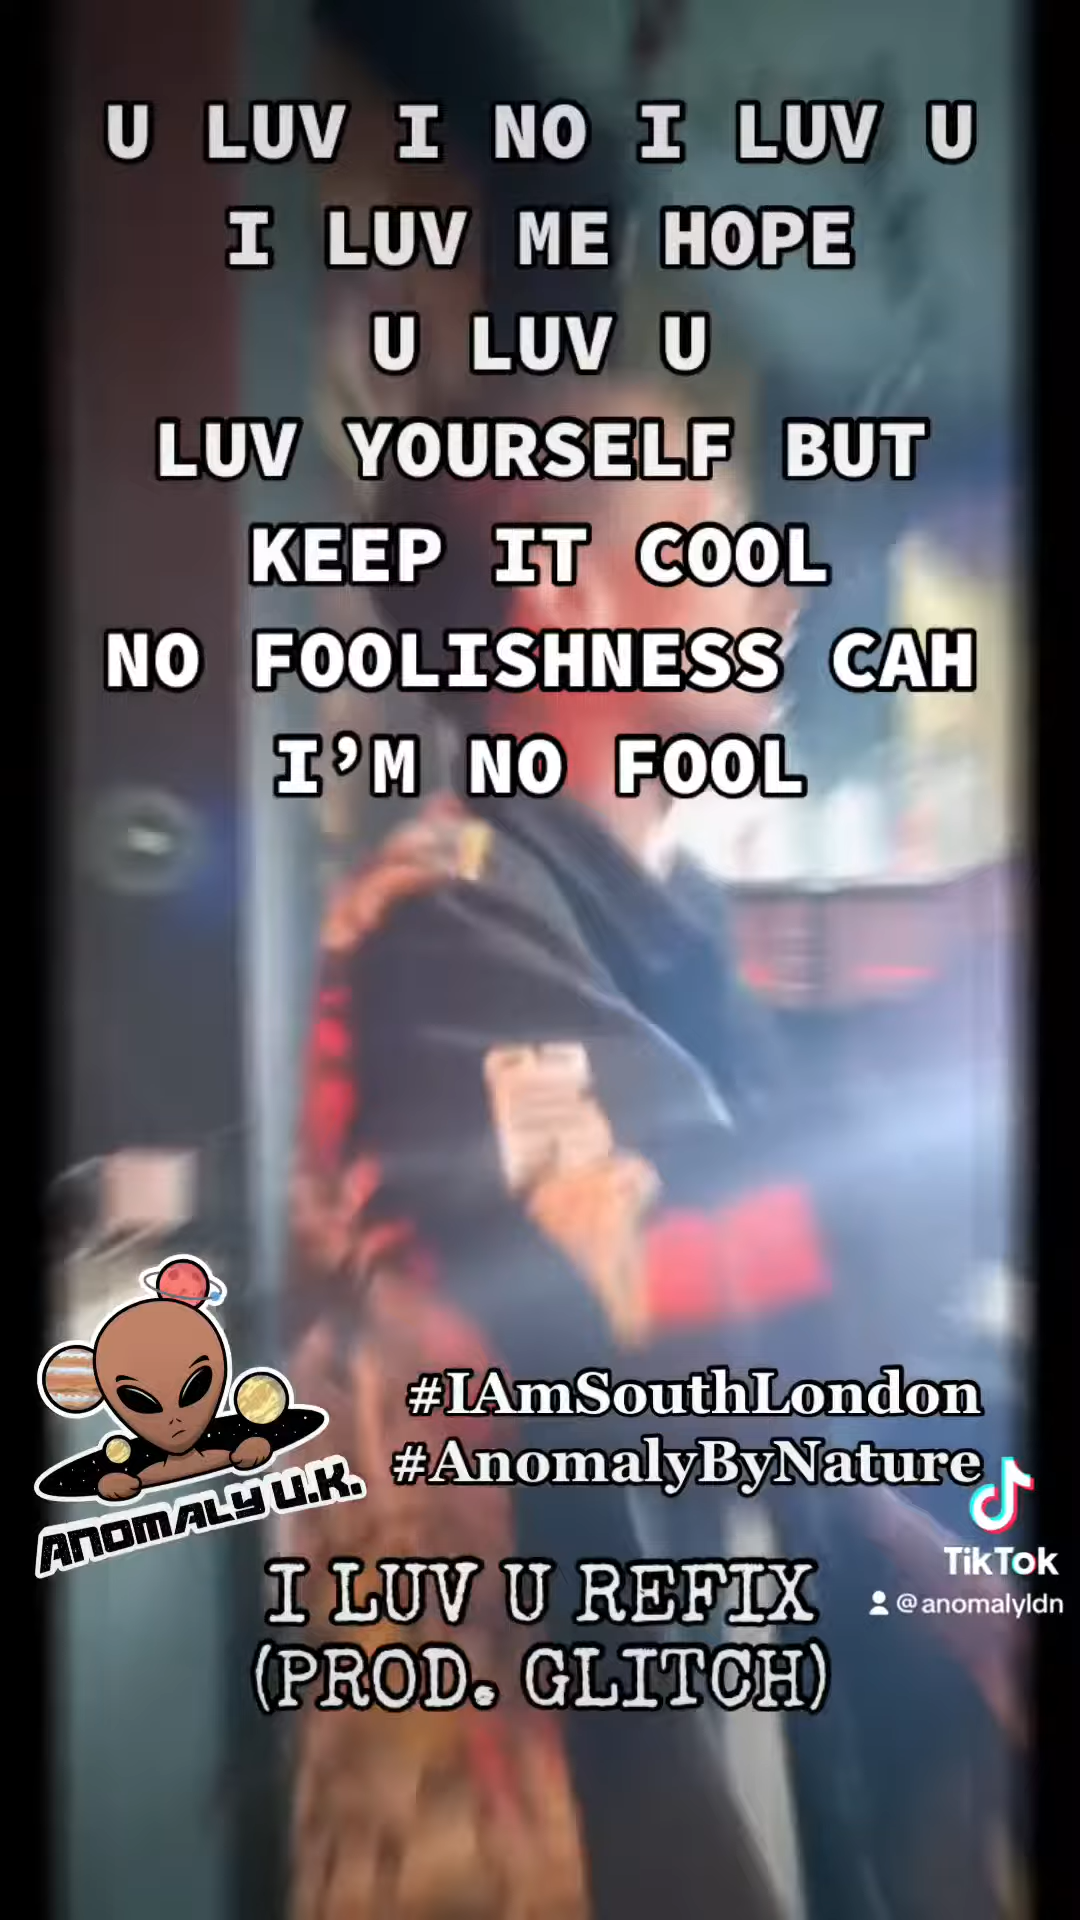 U LUV I NO I LUV U
I LUV ME HOPE
U LUV U
LUV YOURSELF BUT
KEEP IT COOL
NO FOOLISHNESS CAH
I’M NO FOOL
#IAmSouthLondon
#AnomalyByNature
ANOMALY U.K.
TikTok
@anomalyldn
I LUV U REFIX
(PROD. GLITCH)